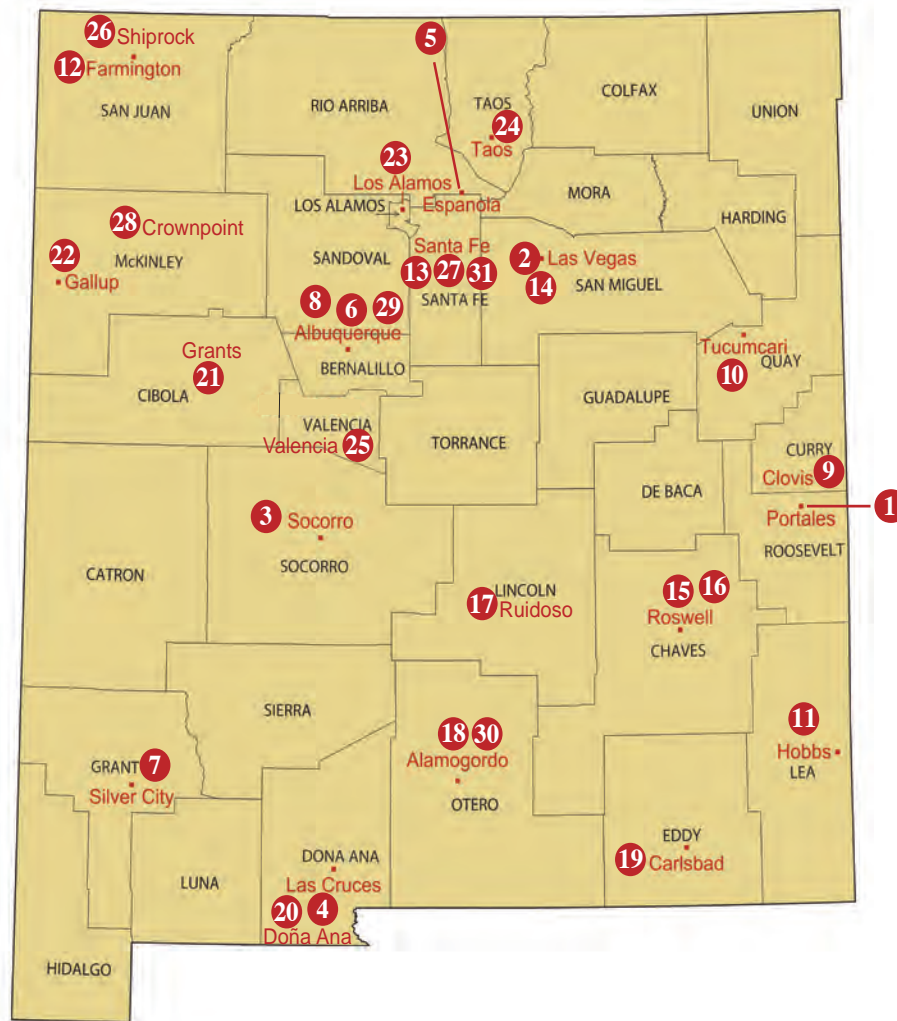 26 Shiprock
12 Farmington
SAN JUAN
RIO ARRIBA
5
TAOS
24
Taos
COLFAX
UNION
23
Los Alamos
LOS ALAMOS
Espanola
MORA
HARDING
28 Crownpoint
McKINLEY
22
Gallup
SANDOVAL
Santa Fe
13 27 31
SANTA FE
2 Las Vegas
14
SAN MIGUEL
8 6 29
Albuquerque
BERNALILLO
Tucumcari
10
QUAY
Grants
21
CIBOLA
GUADALUPE
VALENCIA
Valencia 25
TORRANCE
CURRY
Clovis 9
DE BACA
3 Socorro
SOCORRO
Portales
1
ROOSEVELT
CATRON
LINCOLN
17 Ruidoso
15 16
Roswell
CHAVES
SIERRA
18 30
Alamogordo
OTERO
11
Hobbs
LEA
GRANT 7
Silver City
EDDY
19 Carlsbad
LUNA
DONA ANA
Las Cruces
20 4
Doña Ana
HIDALGO